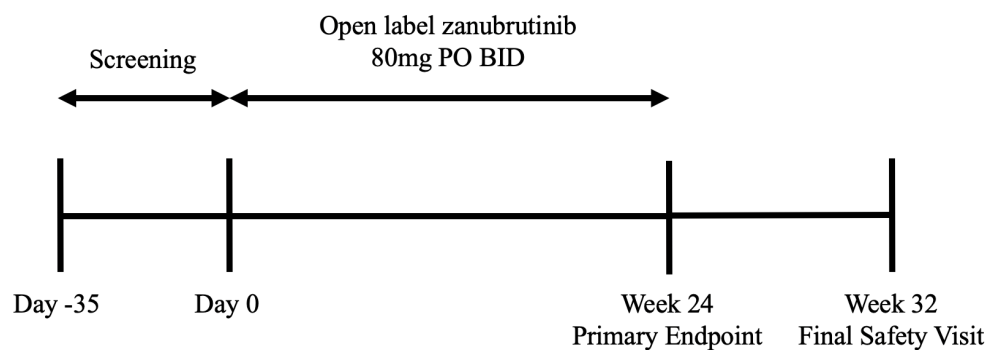 Open label zanubrutinib
80mg PO BID
Screening
Day -35
Day 0
Week 24
Primary Endpoint
Week 32
Final Safety Visit